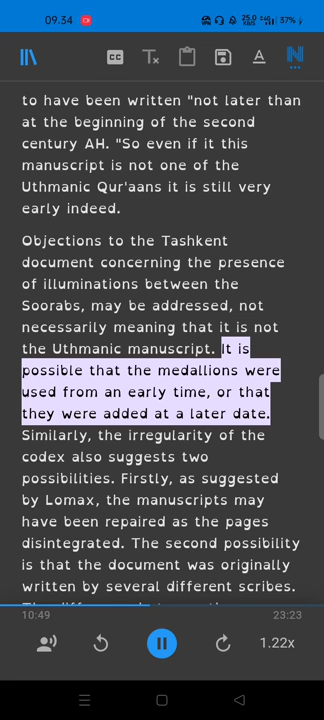 09.34
25.0 KB/S
37%
CC
A
N
to have been written "not later than
at the beginning of the second
century AH. "So even if it this
manuscript is not one of the
Uthmanic Qur'aans it is still very
early indeed.
Objections to the Tashkent
document concerning the presence
of illuminations between the
Soorabs, may be addressed, not
necessarily meaning that it is not
the Uthmanic manuscript. It is
possible that the medallions were
used from an early time, or that
they were added at a later date.
Similarly, the irregularity of the
codex also suggests two
possibilities. Firstly, as suggested
by Lomax, the manuscripts may
have been repaired as the pages
disintegrated. The second possibility
is that the document was originally
written by several different scribes.
10:49
23:23
1.22x